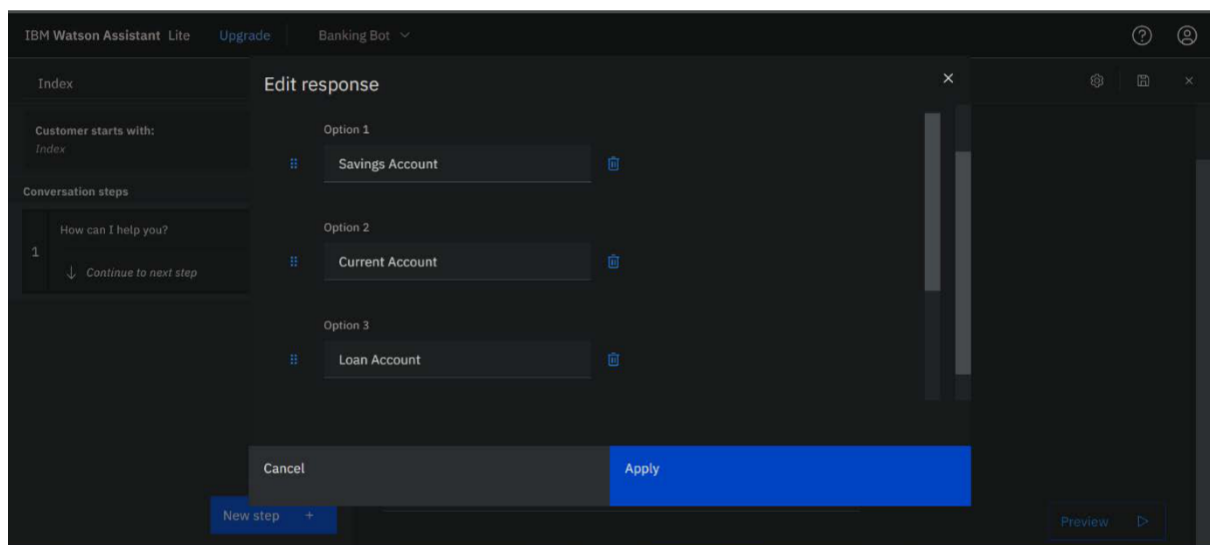 IBM Watson Assistant Lite Upgrade Banking Bot
Index
Customer starts with:
Index
Conversation steps
1
How can I help you?
Continue to next step
New step +
Edit response
Option 1
Savings Account
Option 2
Current Account
Option 3
Loan Account
Cancel
Apply
Preview